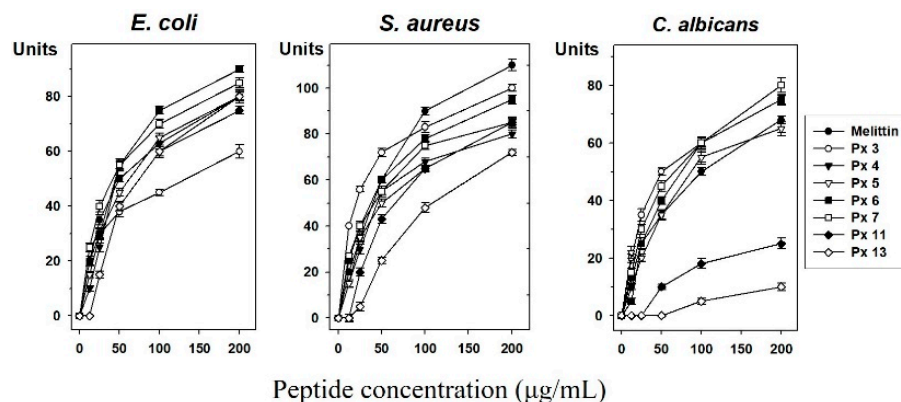 E. coli
S. aureus
C. albicans
Units
Units
Units
80
60
40
20
0
100
80
60
40
20
0
80
60
40
20
0
0 50 100 150 200
0 50 100 150 200
0 50 100 150 200
Melittin
Px 3
Px 4
Px 5
Px 6
Px 7
Px 11
Px 13
Peptide concentration (μg/mL)